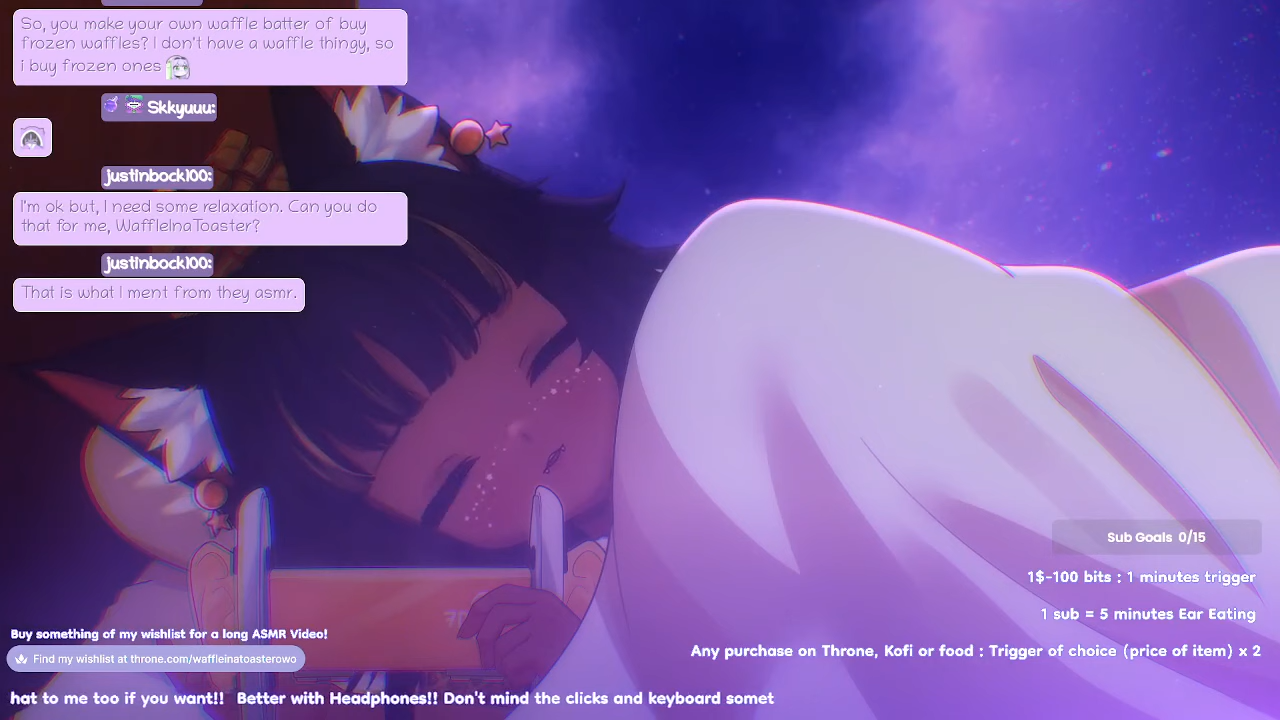 So, you make your own waffle batter of buy
frozen waffles? I don't have a waffle thingy, so
i buy frozen ones
Skkyuuu:
justinbock100:
I'm ok but, I need some relaxation. Can you do
that for me, WaffleInaToaster?
justinbock100:
That is what I ment from they asmr.
Sub Goals 0/15
1$-100 bits : 1 minutes trigger
1 sub = 5 minutes Ear Eating
Any purchase on Throne, Kofi or food : Trigger of choice (price of item) x 2
Buy something of my wishlist for a long ASMR Video!
Find my wishlist at throne.com/waffleinatoasterowo
hat to me too if you want!! Better with Headphones!! Don't mind the clicks and keyboard somet